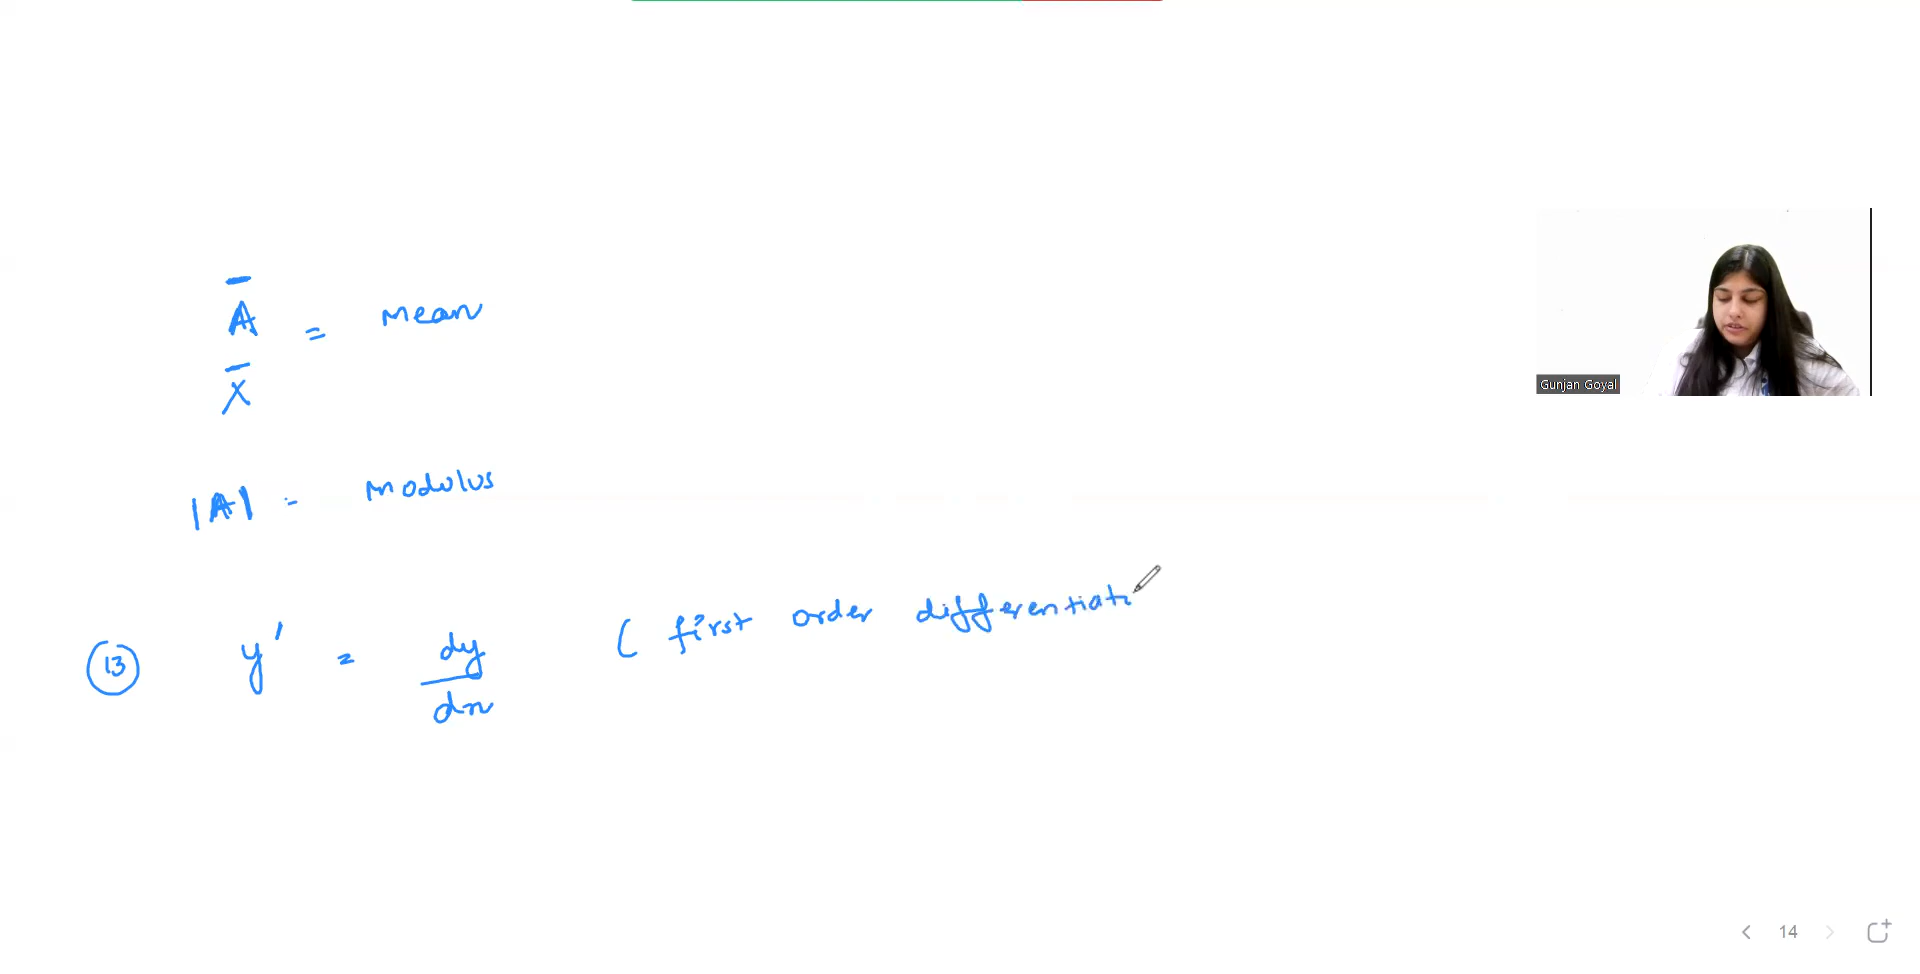 A̅ = Mean
X̅
|A| = Modulus
Gunjan Goyal
(13) y' = dy/dx ( first order differentiati
14